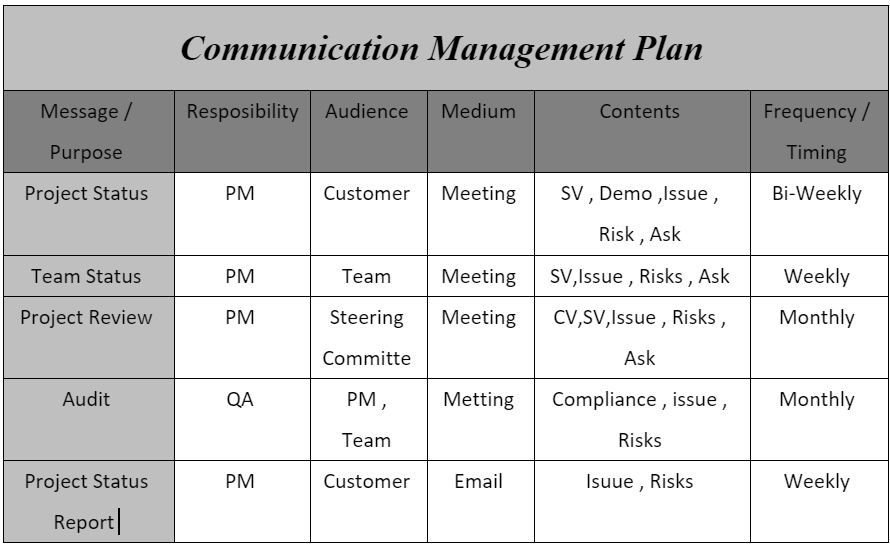 Communication Management Plan
Message / Resposibility Audience Medium Contents Frequency /
Purpose Timing
Project Status PM Customer Meeting SV , Demo ,Issue , Bi-Weekly
Risk , Ask
Team Status PM Team Meeting SV,Issue , Risks , Ask Weekly
Project Review PM Steering Meeting CV,SV,Issue , Risks , Monthly
Committe Ask
Audit QA PM , Metting Compliance , issue , Monthly
Team Risks
Project Status PM Customer Email Isuue , Risks Weekly
Report